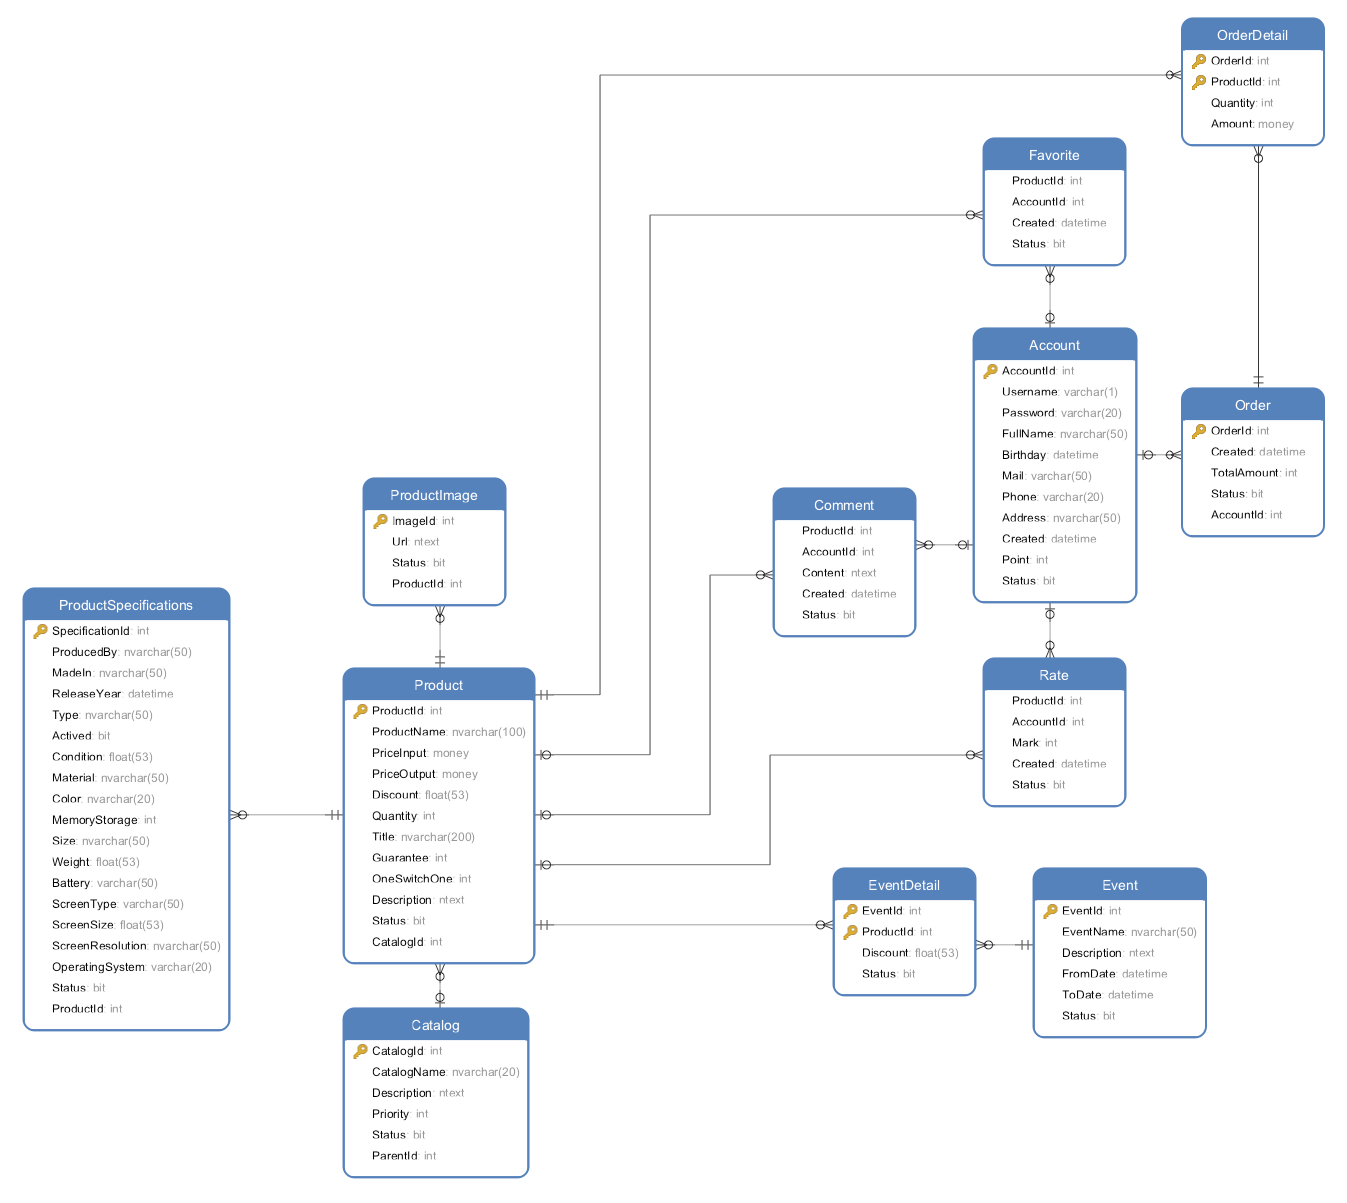 OrderDetail
OrderId: int
ProductId: int
Quantity: int
Amount: money
Favorite
ProductId: int
AccountId: int
Created: datetime
Status: bit
Account
AccountId: int
Username: varchar(1)
Password: varchar(20)
FullName: nvarchar(50)
Birthday: datetime
Mail: varchar(50)
Phone: varchar(20)
Address: nvarchar(50)
Created: datetime
Point: int
Status: bit
Order
OrderId: int
Created: datetime
TotalAmount: int
Status: bit
AccountId: int
ProductImage
ImageId: int
Url: ntext
Status: bit
ProductId: int
Comment
ProductId: int
AccountId: int
Content: ntext
Created: datetime
Status: bit
ProductSpecifications
SpecificationId: int
ProducedBy: nvarchar(50)
MadeIn: nvarchar(50)
ReleaseYear: datetime
Type: nvarchar(50)
Actived: bit
Condition: float(53)
Material: nvarchar(50)
Color: nvarchar(20)
MemoryStorage: int
Size: nvarchar(50)
Weight: float(53)
Battery: varchar(50)
ScreenType: varchar(50)
ScreenSize: float(53)
ScreenResolution: nvarchar(50)
OperatingSystem: varchar(20)
Status: bit
ProductId: int
Product
ProductId: int
ProductName: nvarchar(100)
PriceInput: money
PriceOutput: money
Discount: float(53)
Quantity: int
Title: nvarchar(200)
Guarantee: int
OneSwitchOne: int
Description: ntext
Status: bit
CatalogId: int
Rate
ProductId: int
AccountId: int
Mark: int
Created: datetime
Status: bit
EventDetail
EventId: int
ProductId: int
Discount: float(53)
Status: bit
Event
EventId: int
EventName: nvarchar(50)
Description: ntext
FromDate: datetime
ToDate: datetime
Status: bit
Catalog
CatalogId: int
CatalogName: nvarchar(20)
Description: ntext
Priority: int
Status: bit
ParentId: int